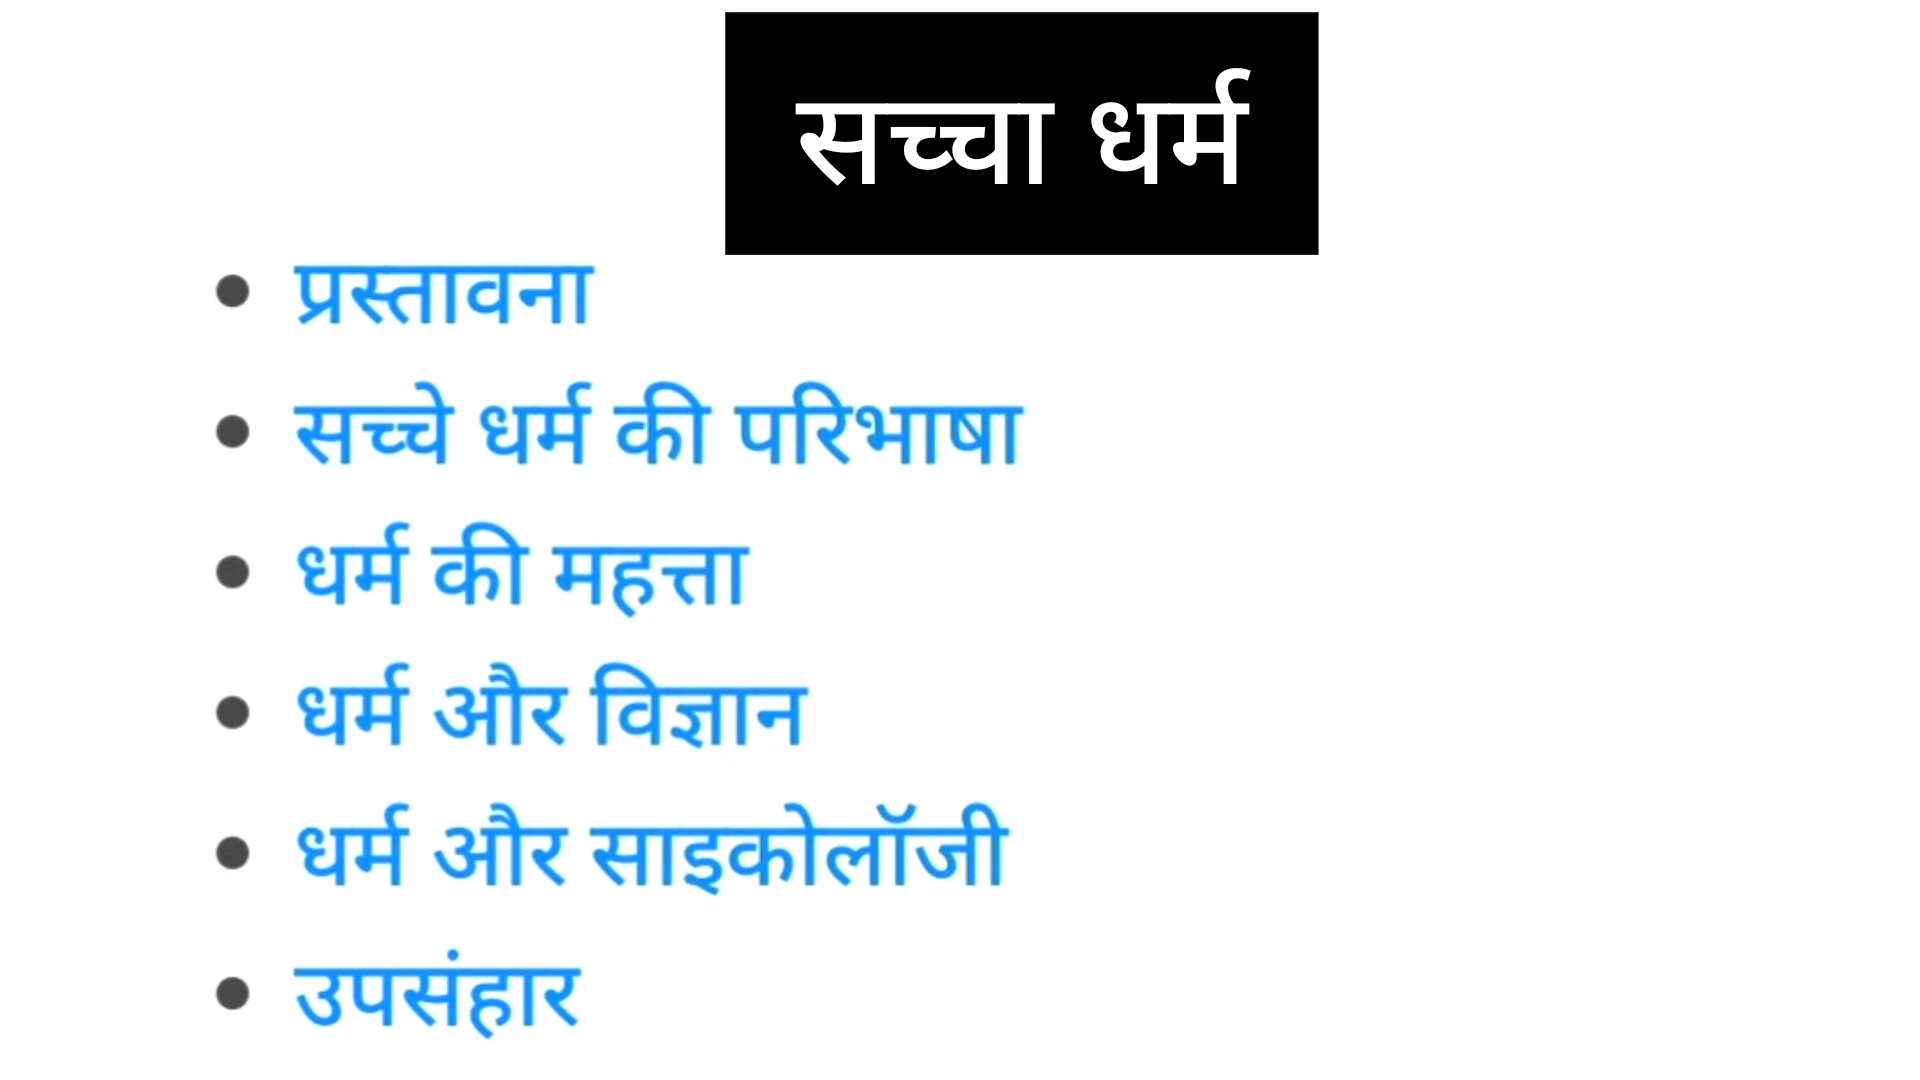 सच्चा धर्म
• प्रस्तावना
• सच्चे धर्म की परिभाषा
• धर्म की महत्ता
• धर्म और विज्ञान
• धर्म और साइकोलॉजी
• उपसंहार